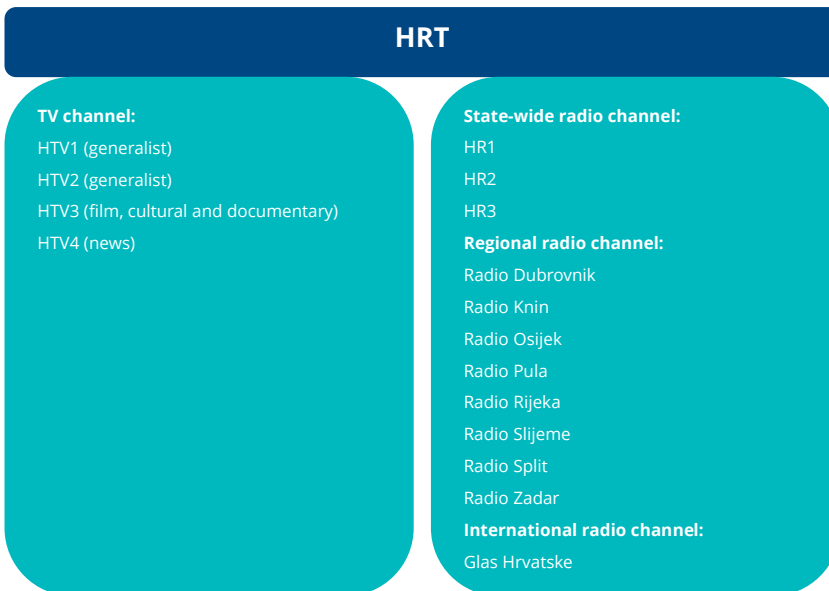 HRT
TV channel:
HTV1 (generalist)
HTV2 (generalist)
HTV3 (film, cultural and documentary)
HTV4 (news)
State-wide radio channel:
HR1
HR2
HR3
Regional radio channel:
Radio Dubrovnik
Radio Knin
Radio Osijek
Radio Pula
Radio Rijeka
Radio Slijeme
Radio Split
Radio Zadar
International radio channel:
Glas Hrvatske